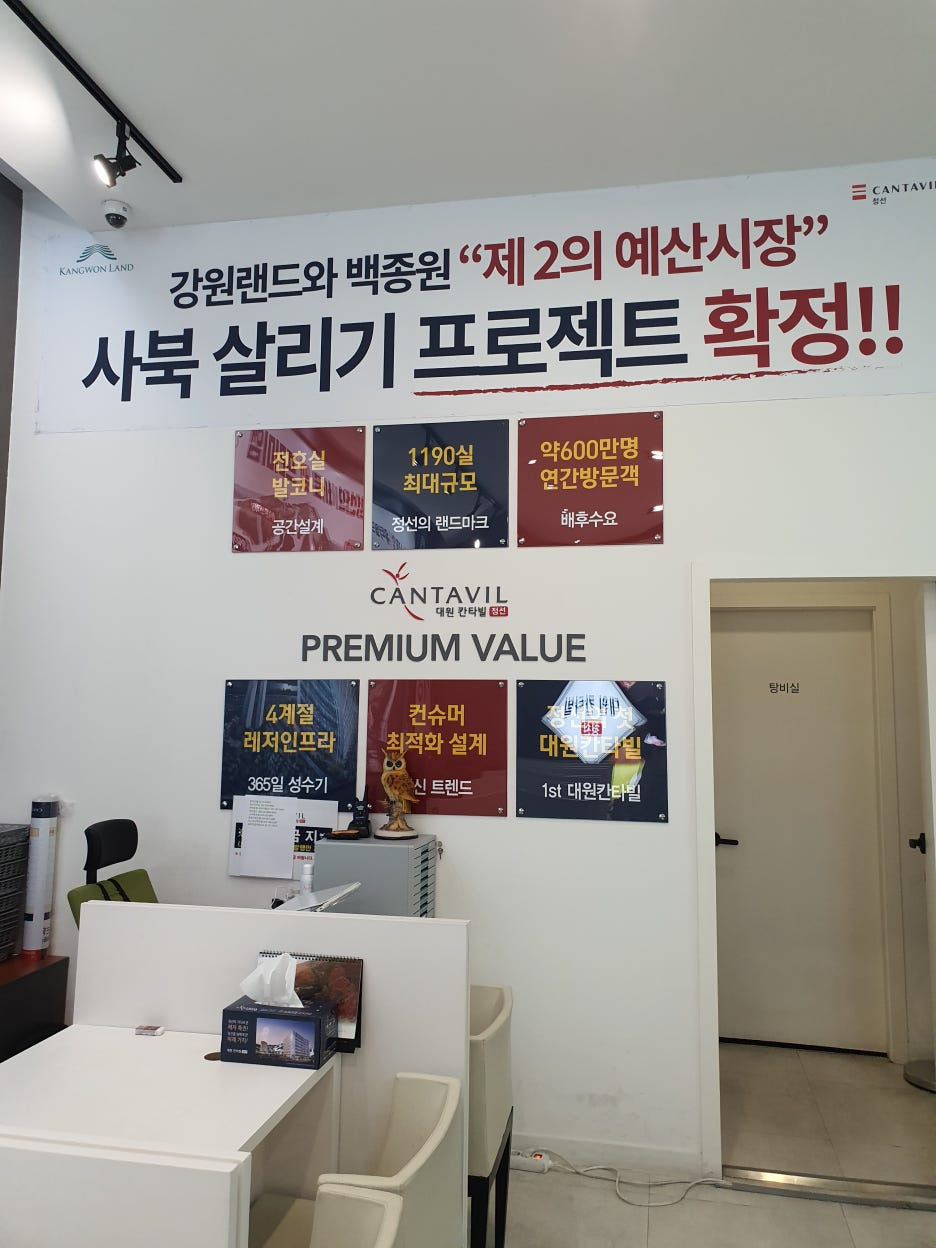 KANGWON LAND
CANTAVIL
정선
강원랜드와 백종원 “제 2의 예산시장”
사북 살리기 프로젝트 확정!!
전호실
발코니
공간설계
1190실
최대규모
정선의 랜드마크
약600만명
연간방문객
배후수요
CANTAVIL
대원 칸타빌 정선
PREMIUM VALUE
4계절
레저인프라
365일 성수기
컨슈머
최적화 설계
신 트렌드
대원칸타빌
1st 대원칸타빌
탕비실